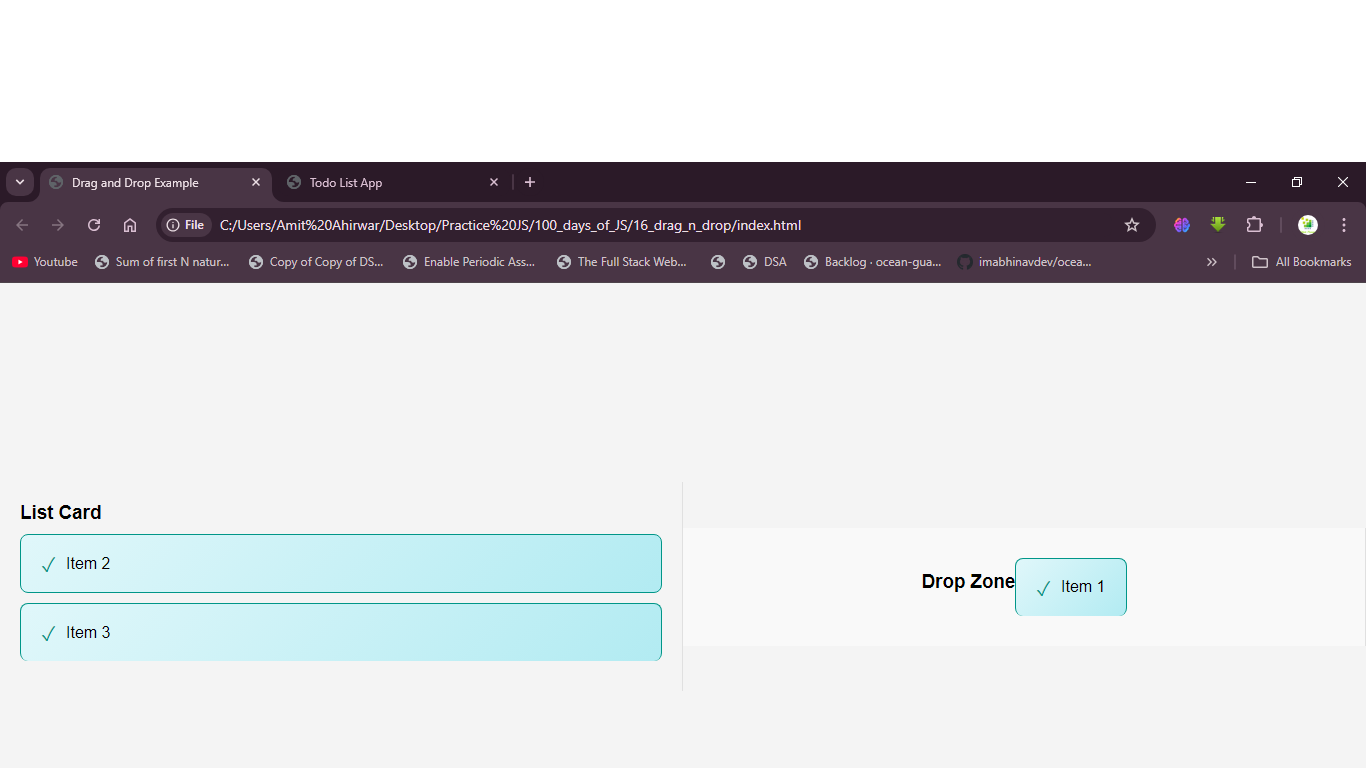 Drag and Drop Example
Todo List App
File C:/Users/Amit%20Ahirwar/Desktop/Practice%20JS/100_days_of_JS/16_drag_n_drop/index.html
Youtube Sum of first N natur... Copy of Copy of DS... Enable Periodic Ass... The Full Stack Web... DSA Backlog · ocean-gua... imabhinavdev/ocea... » All Bookmarks
List Card
✓ Item 2
✓ Item 3
Drop Zone
✓ Item 1